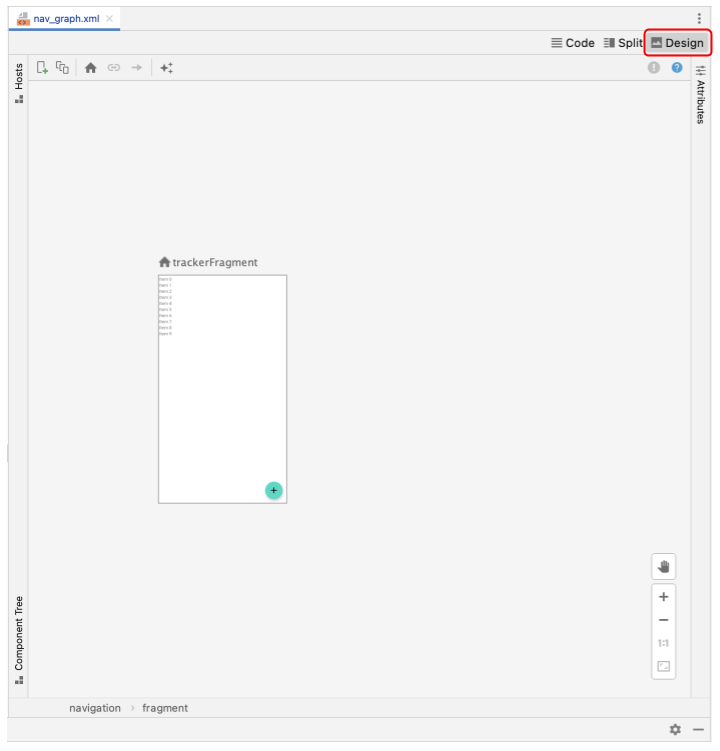 nav_graph.xml
Code Split Design
Hosts
Attributes
trackerFragment
Item 0
Item 1
Item 2
Item 3
Item 4
Item 5
Item 6
Item 7
Item 8
Item 9
+
+
−
1:1
Component Tree
navigation › fragment